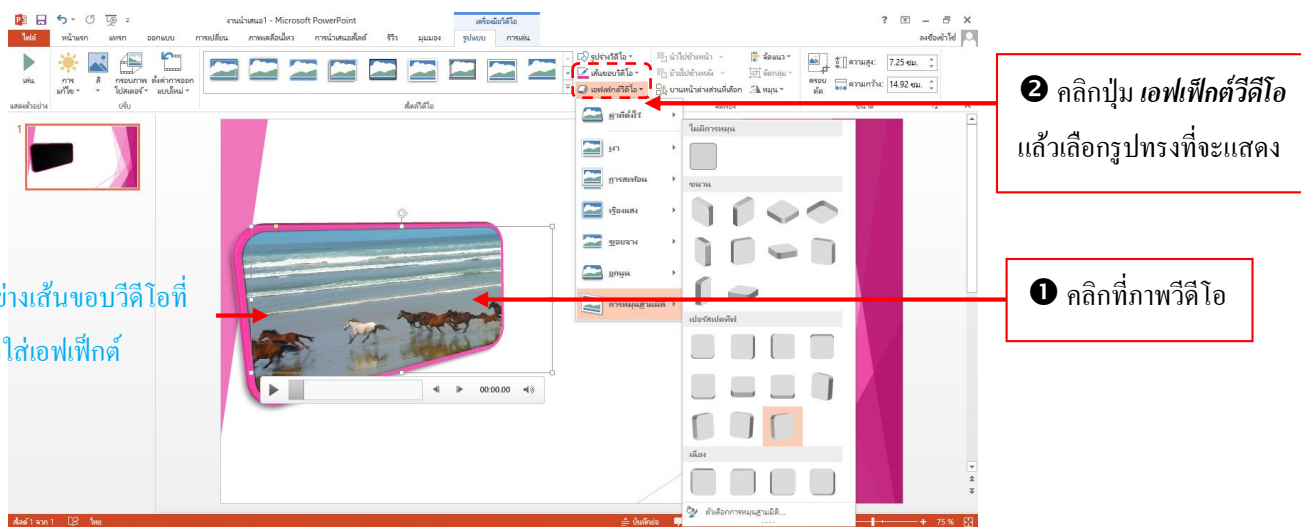 งานนำเสนอ1 - Microsoft PowerPoint
เครื่องมือวิดีโอ
ไฟล์ หน้าแรก แทรก ออกแบบ การเปลี่ยน ภาพเคลื่อนไหว การนำเสนอสไลด์ รีวิว มุมมอง รูปแบบ การเล่น
ลงชื่อเข้าใช้
เล่น
การแก้ไข
สี
กรอบภาพโปสเตอร์
ตั้งค่าการออกแบบใหม่
รูปร่างวิดีโอ
เส้นขอบวิดีโอ
เอฟเฟกต์วิดีโอ
นำไปข้างหน้า
ย้ายไปข้างหลัง
บานหน้าต่างส่วนที่เลือก
จัดแนว
จัดกลุ่ม
หมุน
ครอบตัด
ความสูง: 7.25 ซม.
ความกว้าง: 14.92 ซม.
แสดงตัวอย่าง
ปรับ
สไตล์วิดีโอ
ขนาด
1
ค่าที่ตั้งไว้
เงา
การสะท้อน
เรืองแสง
ขอบจาง
ยกนูน
การหมุนสามมิติ
ไม่มีการหมุน
ขนาน
เปอร์สเปคทีฟ
เฉียง
ตัวเลือกการหมุนสามมิติ...
00:00.00
❷ คลิกปุ่ม เอฟเฟ็กต์วีดีโอ
แล้วเลือกรูปทรงที่จะแสดง
❶ คลิกที่ภาพวีดีโอ
ย่างเส้นขอบวีดีโอที่
ใส่เอฟเฟ็กต์
สไลด์ 1 จาก 1
ไทย
บันทึกย่อ
75 %